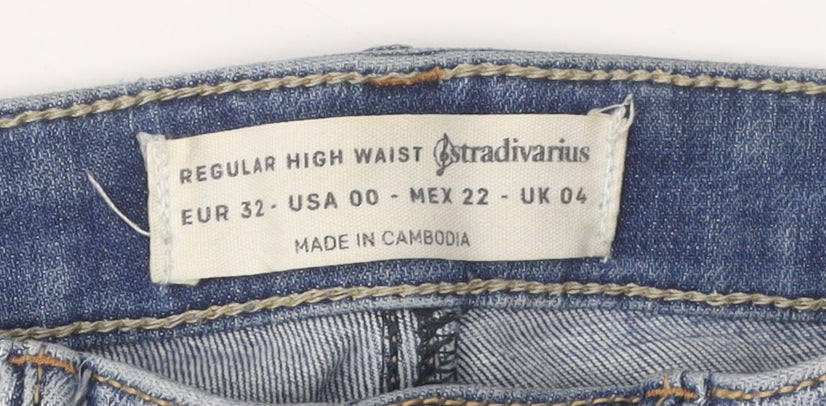 REGULAR HIGH WAIST stradivarius
EUR 32 - USA 00 - MEX 22 - UK 04
MADE IN CAMBODIA